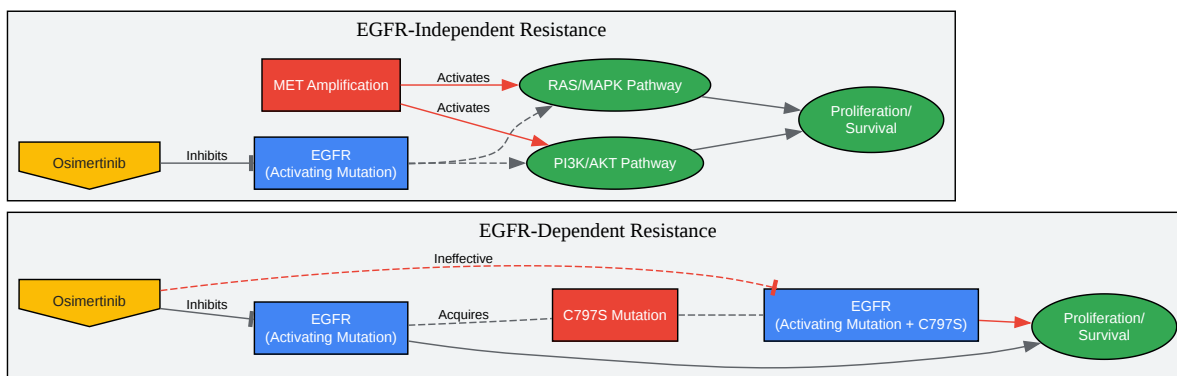 EGFR-Independent Resistance
MET Amplification
Activates
RAS/MAPK Pathway
Activates
Proliferation/
Survival
Osimertinib
Inhibits
EGFR
(Activating Mutation)
PI3K/AKT Pathway
EGFR-Dependent Resistance
Ineffective
Osimertinib
Inhibits
EGFR
(Activating Mutation)
Acquires
C797S Mutation
EGFR
(Activating Mutation + C797S)
Proliferation/
Survival